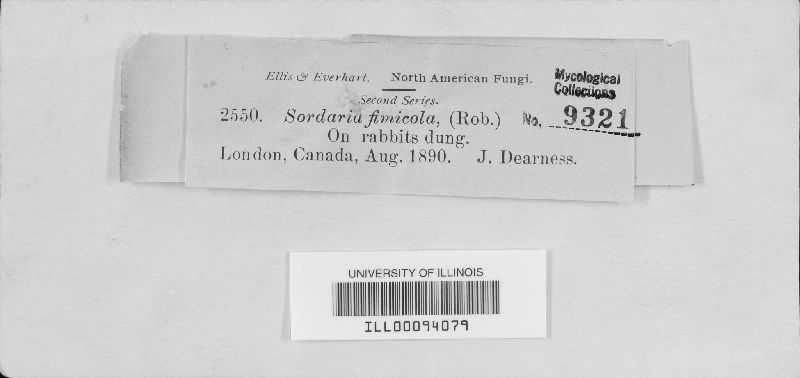 Ellis & Everhart. North American Fungi.
Second Series.
2550. Sordaria fimicola, (Rob.)
On rabbits dung.
London, Canada, Aug. 1890. J. Dearness.
Mycological
Collections
No. 9321
UNIVERSITY OF ILLINOIS
ILL00094079